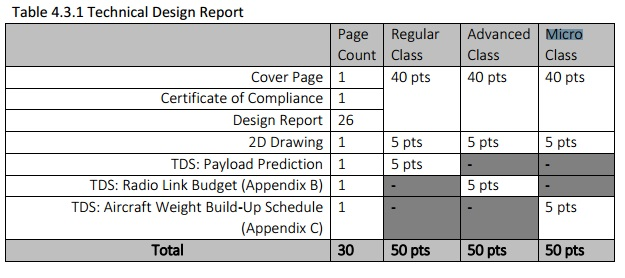 Table 4.3.1 Technical Design Report
Page Count Regular Class Advanced Class Micro Class
Cover Page 1 40 pts 40 pts 40 pts
Certificate of Compliance 1
Design Report 26
2D Drawing 1 5 pts 5 pts 5 pts
TDS: Payload Prediction 1 5 pts - -
TDS: Radio Link Budget (Appendix B) 1 - 5 pts -
TDS: Aircraft Weight Build-Up Schedule (Appendix C) 1 - - 5 pts
Total 30 50 pts 50 pts 50 pts